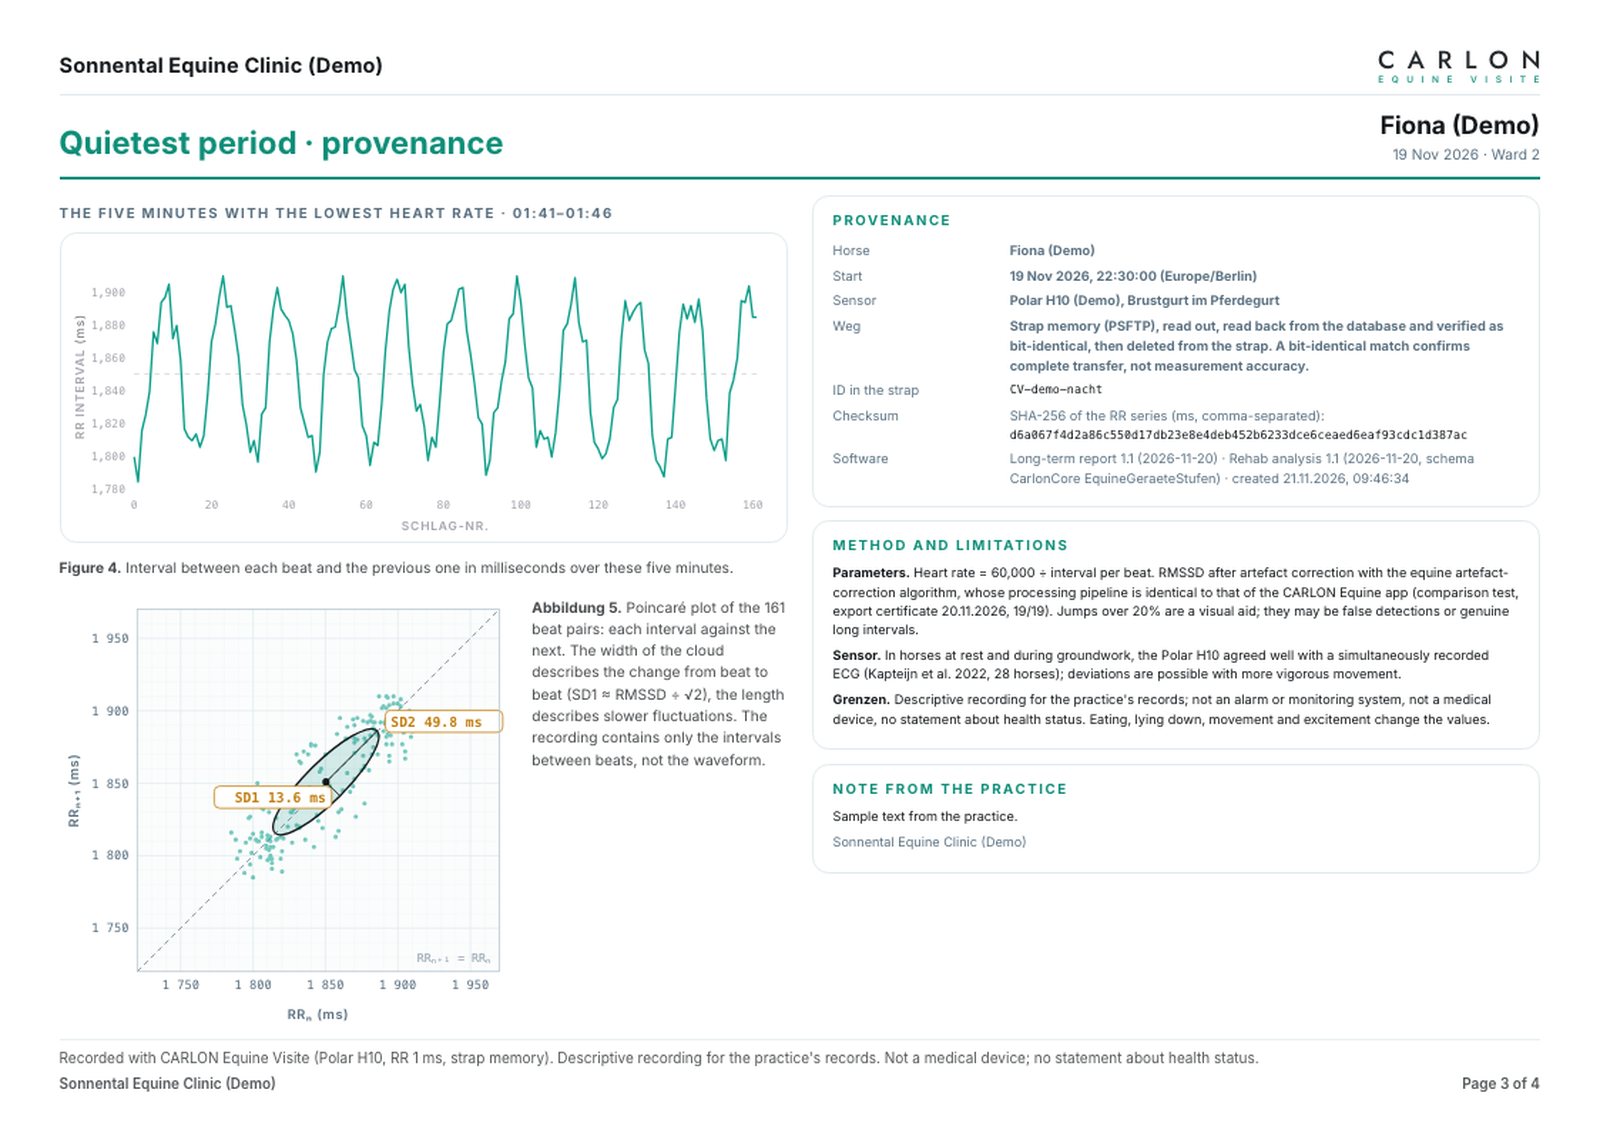 Sonnental Equine Clinic (Demo)
CARLON
EQUINE VISITE
Quietest period · provenance
Fiona (Demo)
19 Nov 2026 · Ward 2
THE FIVE MINUTES WITH THE LOWEST HEART RATE · 01:41–01:46
RR INTERVAL (ms)
1,900
1,880
1,860
1,840
1,820
1,800
1,780
0 20 40 60 80 100 120 140 160
SCHLAG-NR.
Figure 4. Interval between each beat and the previous one in milliseconds over these five minutes.
RRₙ₊₁ (ms)
1 950
1 900
1 850
1 800
1 750
SD2 49.8 ms
SD1 13.6 ms
RRₙ₊₁ = RRₙ
1 750 1 800 1 850 1 900 1 950
RRₙ (ms)
Abbildung 5. Poincaré plot of the 161
beat pairs: each interval against the
next. The width of the cloud
describes the change from beat to
beat (SD1 ≈ RMSSD ÷ √2), the length
describes slower fluctuations. The
recording contains only the intervals
between beats, not the waveform.
PROVENANCE
Horse Fiona (Demo)
Start 19 Nov 2026, 22:30:00 (Europe/Berlin)
Sensor Polar H10 (Demo), Brustgurt im Pferdegurt
Weg Strap memory (PSFTP), read out, read back from the database and verified as
bit-identical, then deleted from the strap. A bit-identical match confirms
complete transfer, not measurement accuracy.
ID in the strap CV-demo-nacht
Checksum SHA-256 of the RR series (ms, comma-separated):
d6a067f4d2a86c550d17db23e8e4deb452b6233dce6ceaed6eaf93cdc1d387ac
Software Long-term report 1.1 (2026-11-20) · Rehab analysis 1.1 (2026-11-20, schema
CarlonCore EquineGeraeteStufen) · created 21.11.2026, 09:46:34
METHOD AND LIMITATIONS
Parameters. Heart rate = 60,000 ÷ interval per beat. RMSSD after artefact correction with the equine artefact-
correction algorithm, whose processing pipeline is identical to that of the CARLON Equine app (comparison test,
export certificate 20.11.2026, 19/19). Jumps over 20% are a visual aid; they may be false detections or genuine
long intervals.
Sensor. In horses at rest and during groundwork, the Polar H10 agreed well with a simultaneously recorded
ECG (Kapteijn et al. 2022, 28 horses); deviations are possible with more vigorous movement.
Grenzen. Descriptive recording for the practice's records; not an alarm or monitoring system, not a medical
device, no statement about health status. Eating, lying down, movement and excitement change the values.
NOTE FROM THE PRACTICE
Sample text from the practice.
Sonnental Equine Clinic (Demo)
Recorded with CARLON Equine Visite (Polar H10, RR 1 ms, strap memory). Descriptive recording for the practice's records. Not a medical device; no statement about health status.
Sonnental Equine Clinic (Demo)
Page 3 of 4